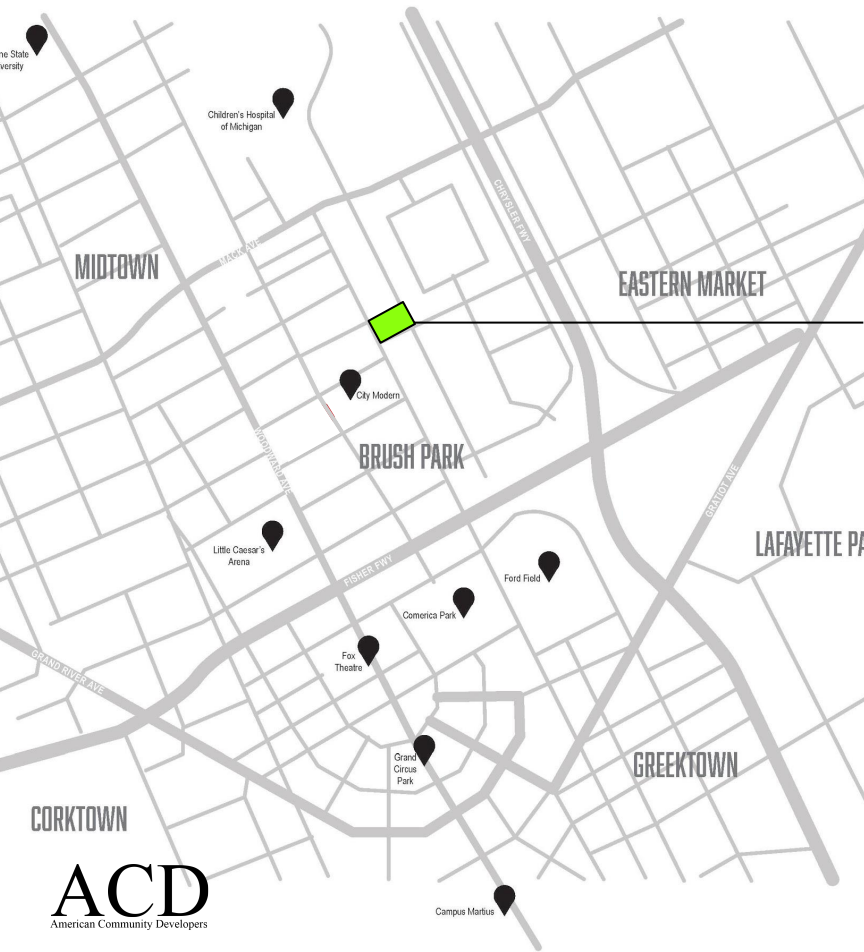 ne State
versity
Children's Hospital
of Michigan
CHRYSLER FWY
MACK AVE
MIDTOWN
EASTERN MARKET
City Modern
BRUSH PARK
WOODWARD AVE
GRATIOT AVE
Little Caesar's
Arena
LAFAYETTE PA
FISHER FWY
Ford Field
Comerica Park
Fox
Theatre
GRAND RIVER AVE
Grand
Circus
Park
GREEKTOWN
CORKTOWN
ACD
American Community Developers
Campus Martius